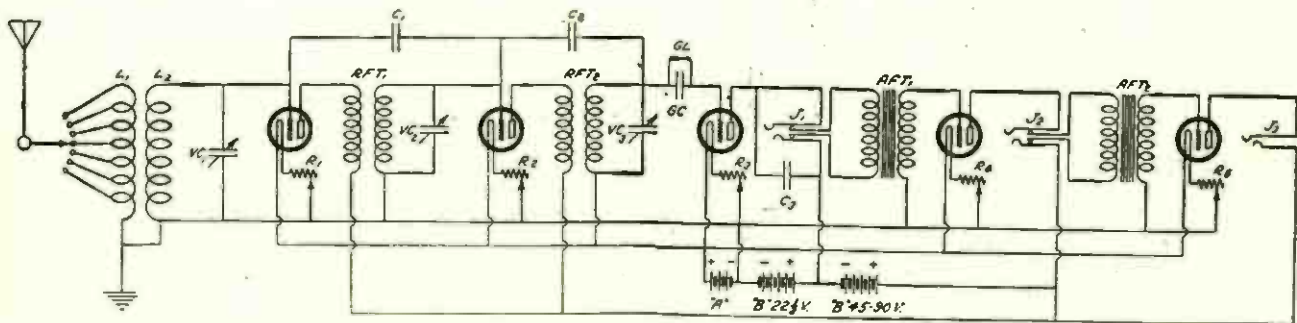 C₁
C₂
L₁ L₂ RFT₁ RFT₂ GL AFT₁ AFT₂
GC
VC₁ VC₂ VC₃ J₁ J₂ J₃
R₁ R₂ R₃ R₄ R₅
C₃
+ - - + - +
"A" "B" 22½ V. "B" 45-90 V.